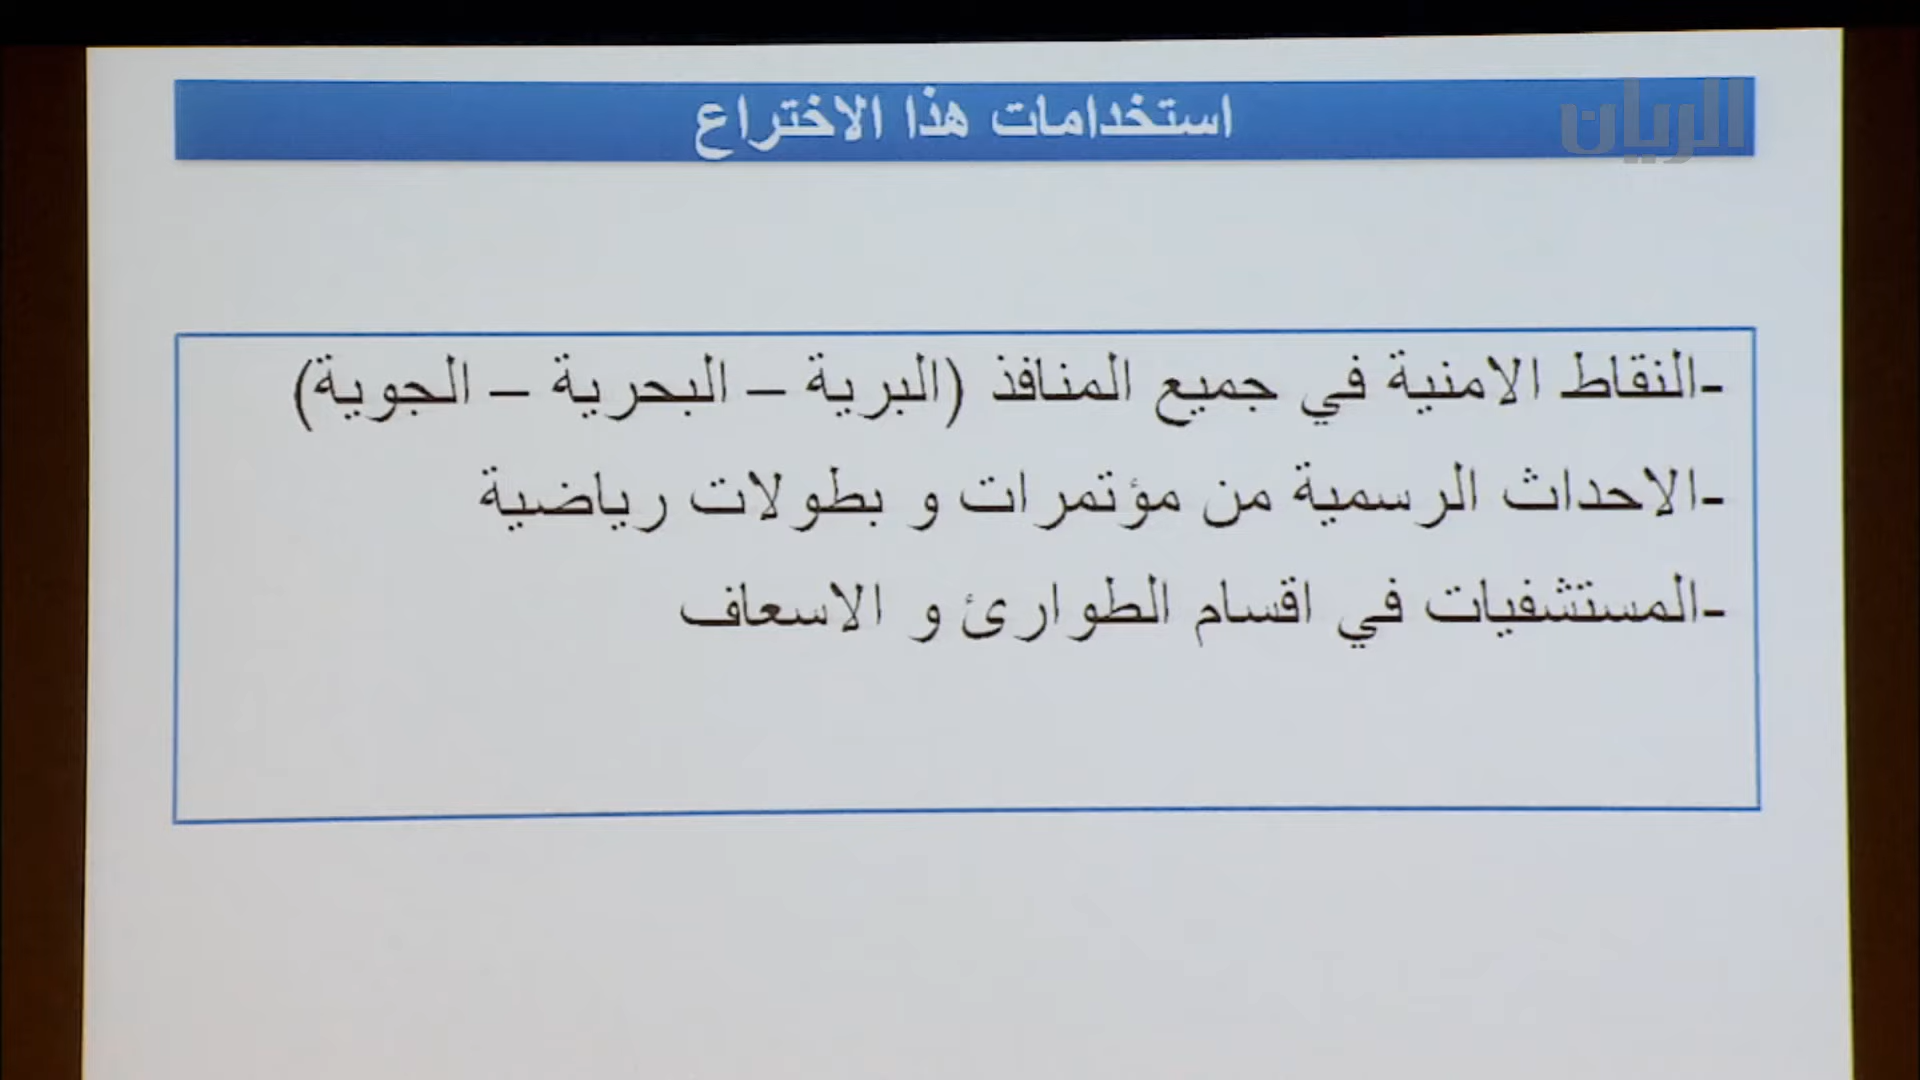 استخدامات هذا الاختراع
الريان
-النقاط الامنية في جميع المنافذ (البرية – البحرية – الجوية)
-الاحداث الرسمية من مؤتمرات و بطولات رياضية
-المستشفيات في اقسام الطوارئ و الاسعاف